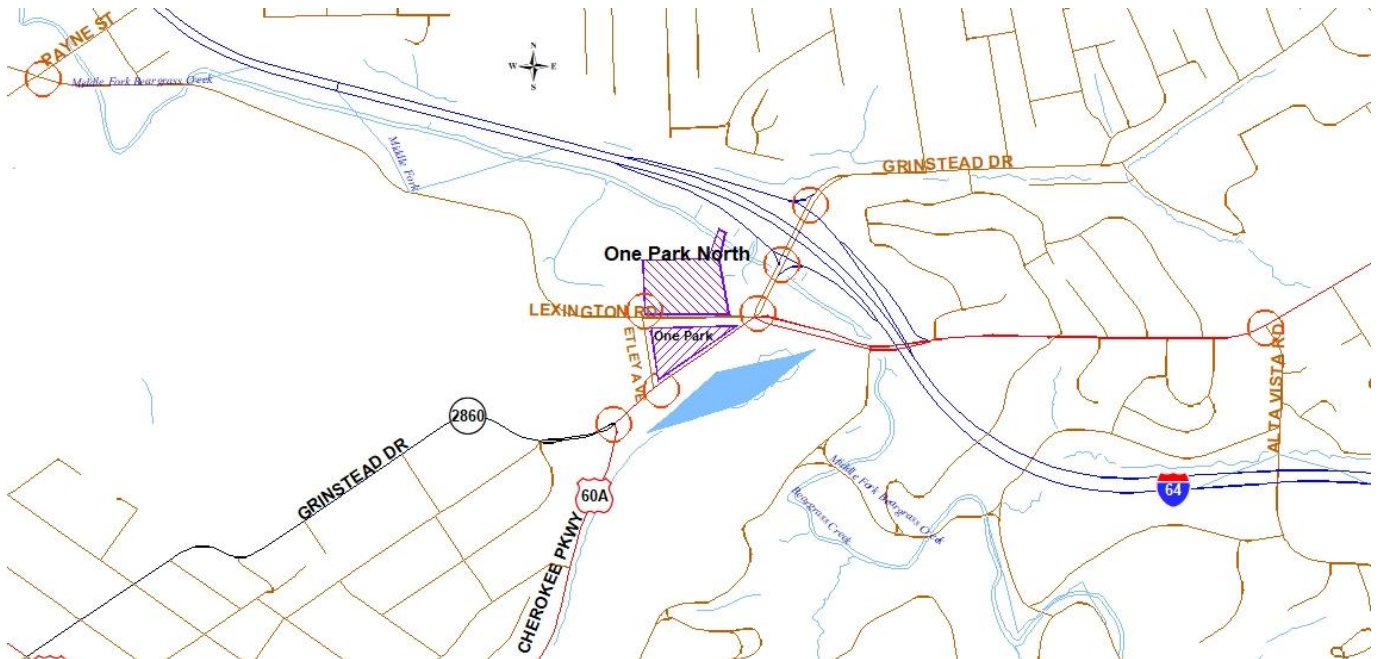 PAYNE ST
Middle Fork Beargrass Creek
N
W E
S
Middle Fork
GRINSTEAD DR
One Park North
LEXINGTON RD
One Park
ETLEY AVE
2860
GRINSTEAD DR
60A
CHEROKEE PKWY
Middle Fork Beargrass Creek
Beargrass Creek
64
ALTA VISTA RD